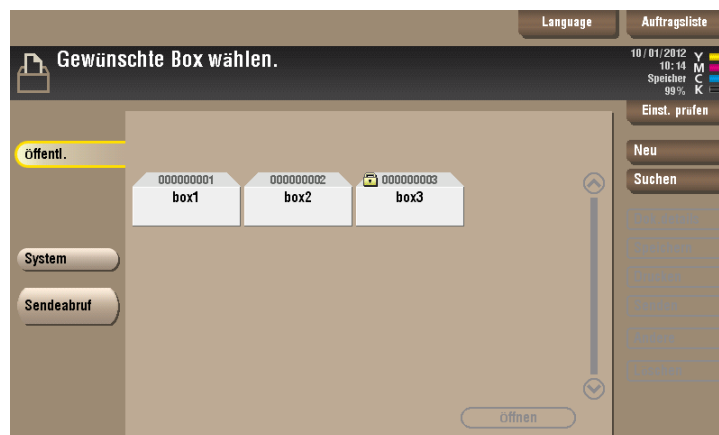 Language
Auftragsliste
Gewünschte Box wählen.
10/01/2012
10:14
Speicher
99%
Y
M
C
K
Einst. prüfen
Öffentl.
Neu
Suchen
000000001
000000002
000000003
box1
box2
box3
System
Sendeabruf
Öffnen